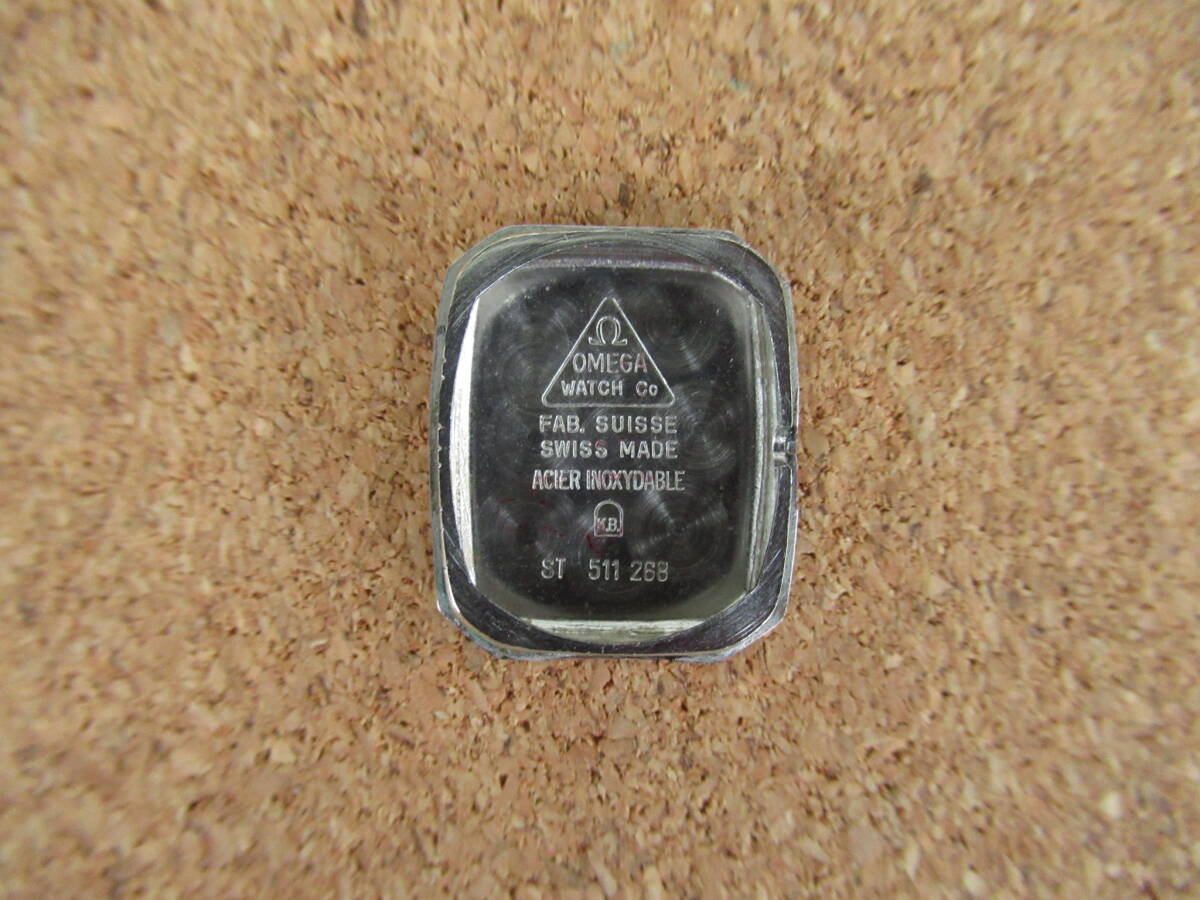 Ω
OMEGA
WATCH Co
FAB. SUISSE
SWISS MADE
ACIER INOXYDABLE
K.B.
ST 511 268